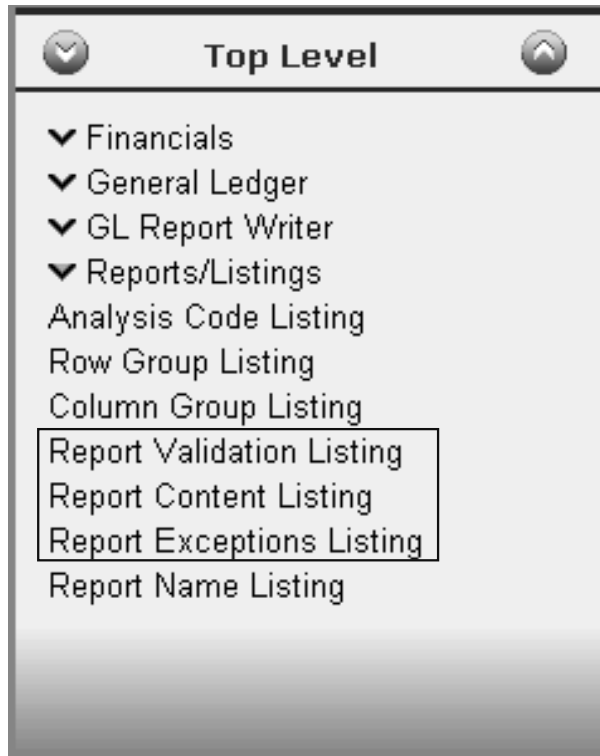 Top Level
Financials
General Ledger
GL Report Writer
Reports/Listings
Analysis Code Listing
Row Group Listing
Column Group Listing
Report Validation Listing
Report Content Listing
Report Exceptions Listing
Report Name Listing